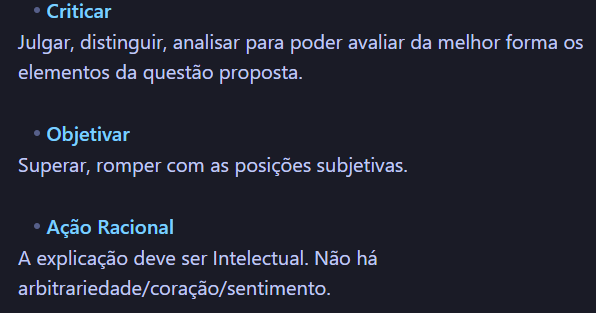 • Criticar
Julgar, distinguir, analisar para poder avaliar da melhor forma os
elementos da questão proposta.
• Objetivar
Superar, romper com as posições subjetivas.
• Ação Racional
A explicação deve ser Intelectual. Não há
arbitrariedade/coração/sentimento.